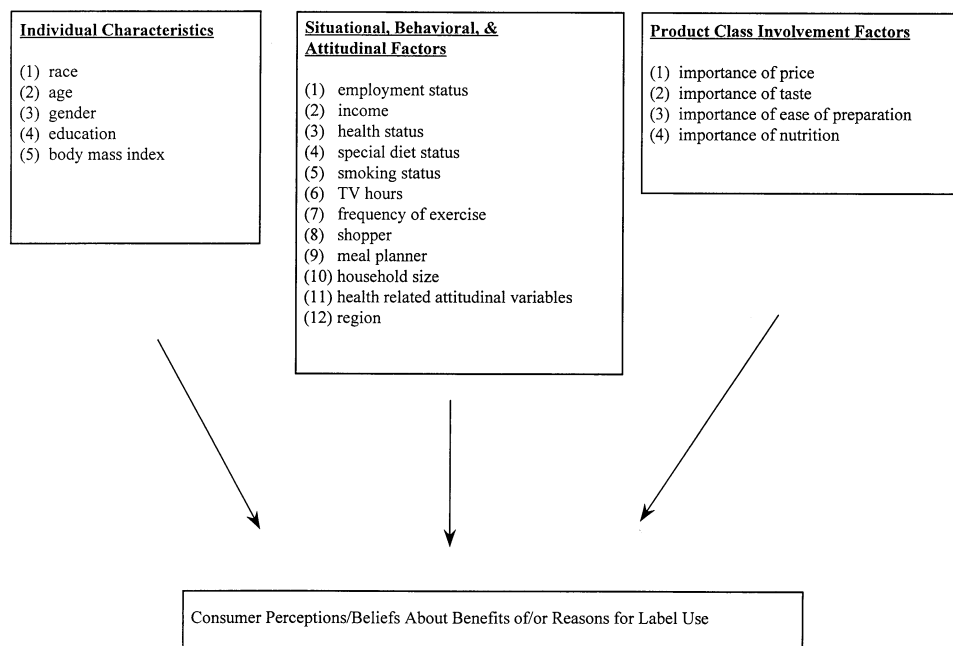 Individual Characteristics
(1) race
(2) age
(3) gender
(4) education
(5) body mass index
Situational, Behavioral, &
Attitudinal Factors
(1) employment status
(2) income
(3) health status
(4) special diet status
(5) smoking status
(6) TV hours
(7) frequency of exercise
(8) shopper
(9) meal planner
(10) household size
(11) health related attitudinal variables
(12) region
Product Class Involvement Factors
(1) importance of price
(2) importance of taste
(3) importance of ease of preparation
(4) importance of nutrition
Consumer Perceptions/Beliefs About Benefits of/or Reasons for Label Use